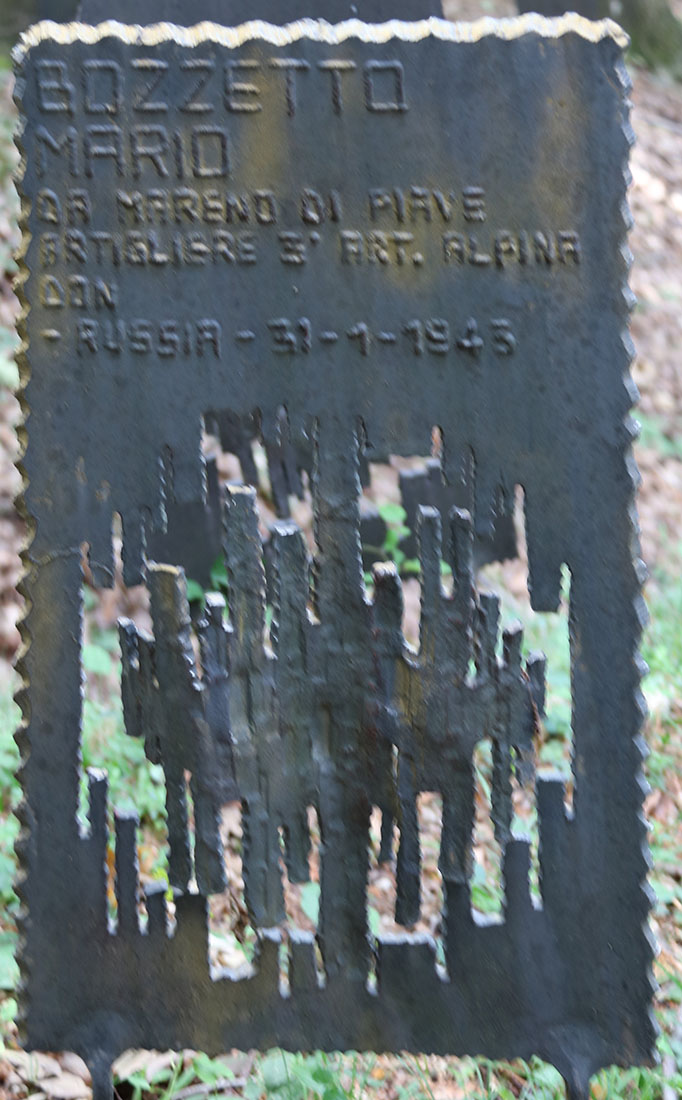 BOZZETTO
MARIO
DA MARENO DI PIAVE
ARTIGLIERE 3° ART. ALPINA
DON
- RUSSIA - 31-1-1943